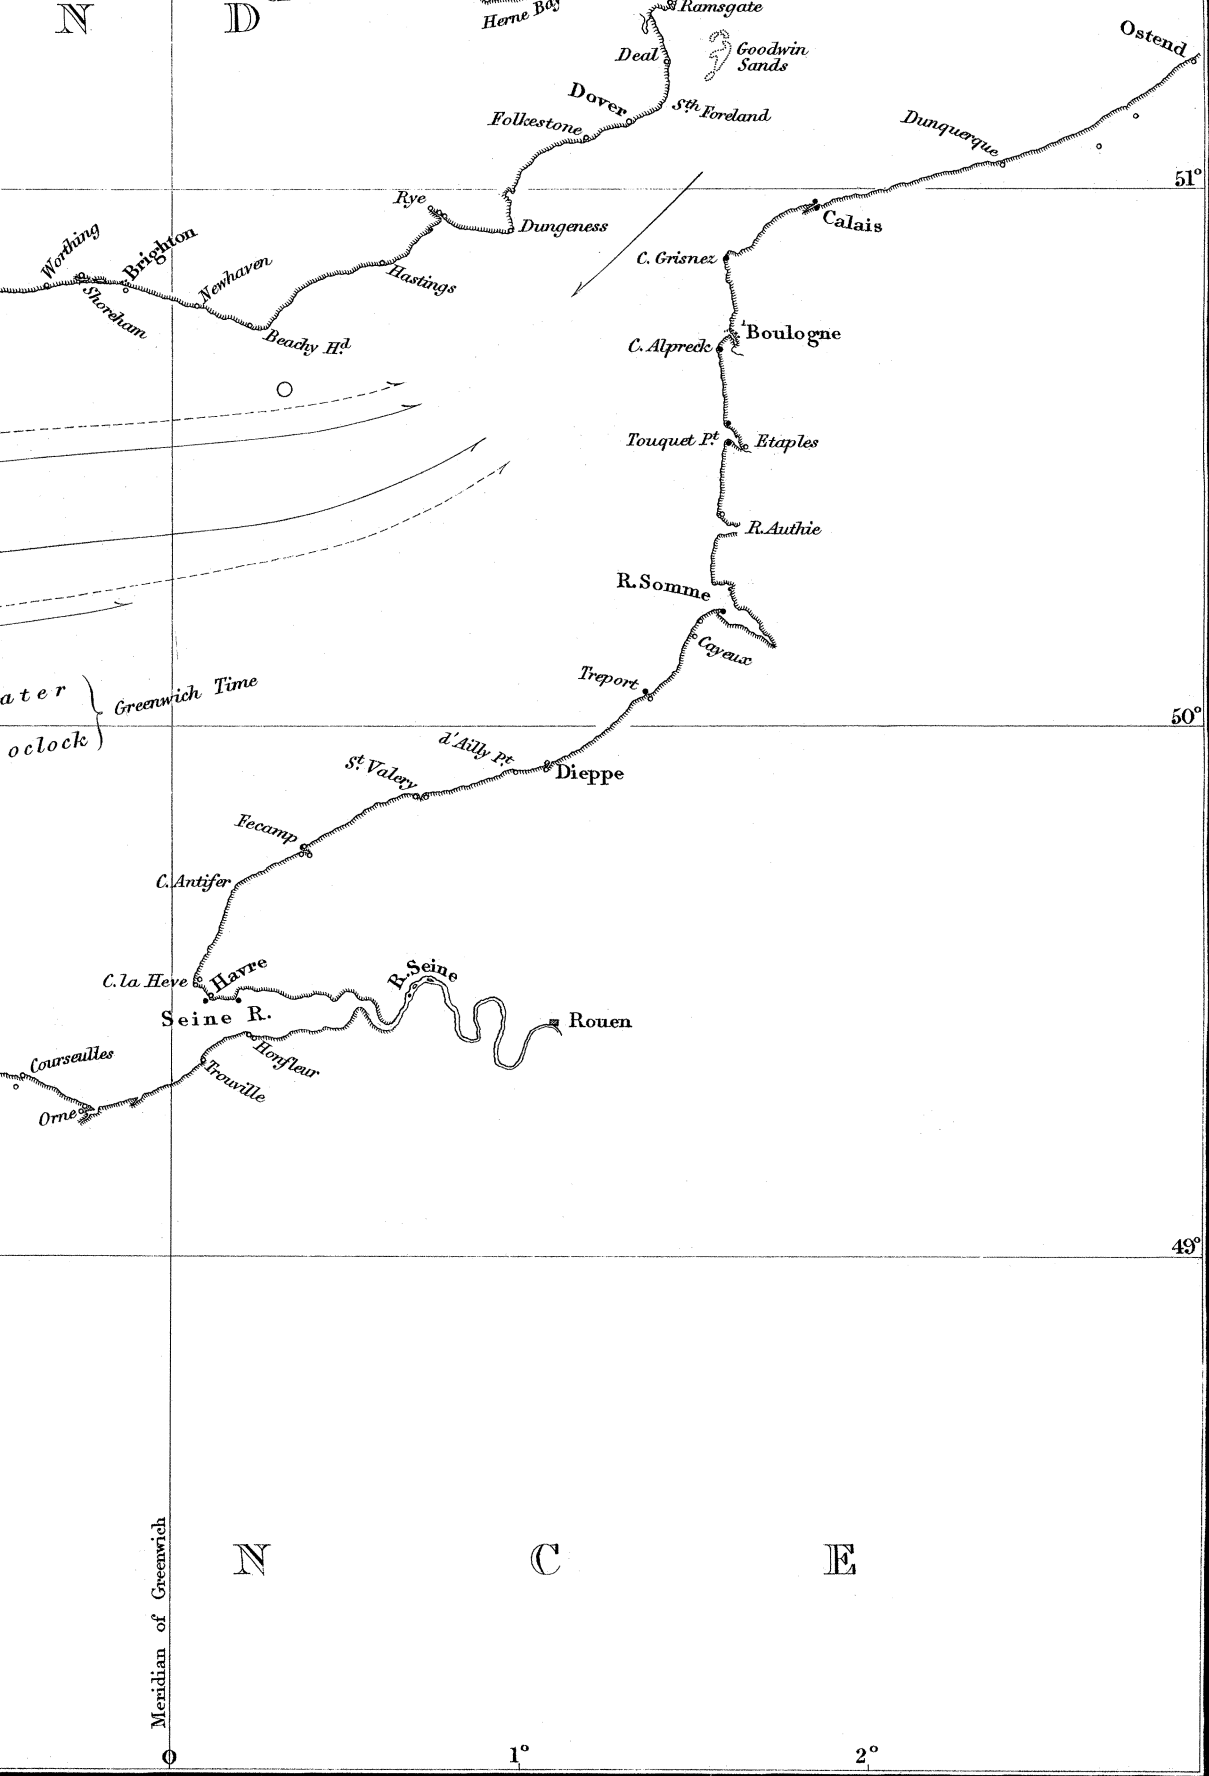 N D
Herne Bay
Ramsgate
Deal
Goodwin
Sands
Ostend
Dover
Sth Foreland
Folkestone
Dunquerque
51°
Rye
Dungeness
Calais
Worthing
Brighton
Shoreham
Newhaven
Hastings
C. Grisnez
Beachy Hd.
Boulogne
C. Alpreck
Touquet Pt.
Etaples
R. Authie
R. Somme
Cayeux
Treport
ater
oclock
Greenwich Time
50°
d'Ailly Pt.
Dieppe
St. Valery
Fecamp
C. Antifer
C. la Heve
Havre
R. Seine
Seine R.
Rouen
Honfleur
Trouville
Courseulles
Orne
49°
Meridian of Greenwich
N C E
0 1° 2°